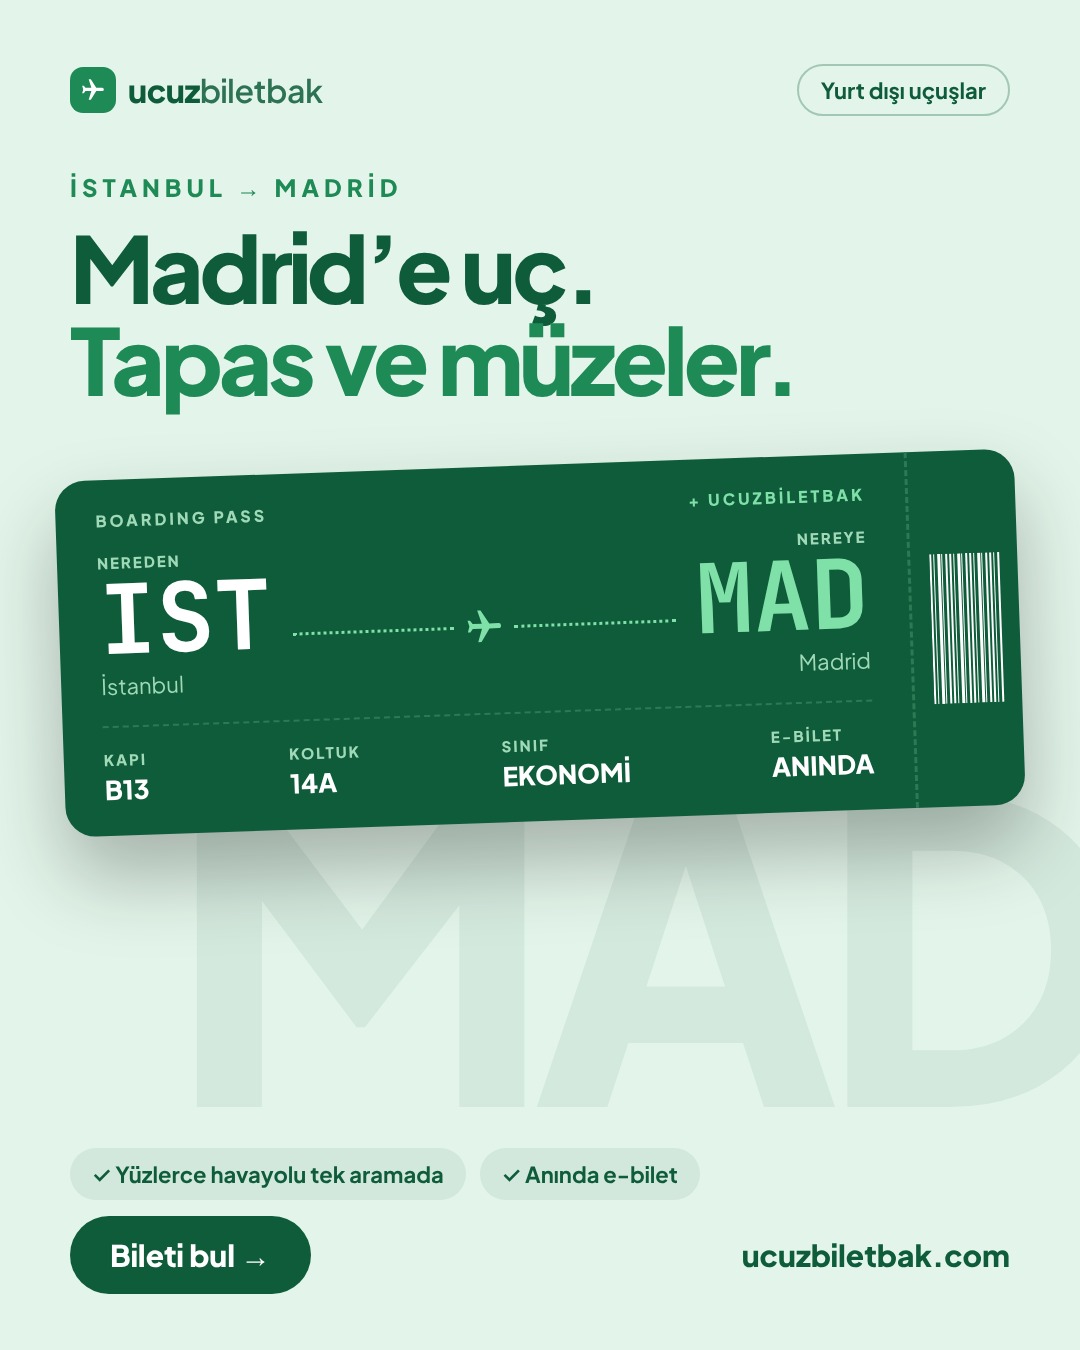 ucuzbiletbak
Yurt dışı uçuşlar
İSTANBUL → MADRİD
Madrid’e uç.
Tapas ve müzeler.
BOARDING PASS
+ UCUZBİLETBAK
NEREDEN
NEREYE
IST
MAD
İstanbul
Madrid
KAPI
KOLTUK
SINIF
E-BİLET
B13
14A
EKONOMİ
ANINDA
MAD
✓ Yüzlerce havayolu tek aramada
✓ Anında e-bilet
Bileti bul →
ucuzbiletbak.com